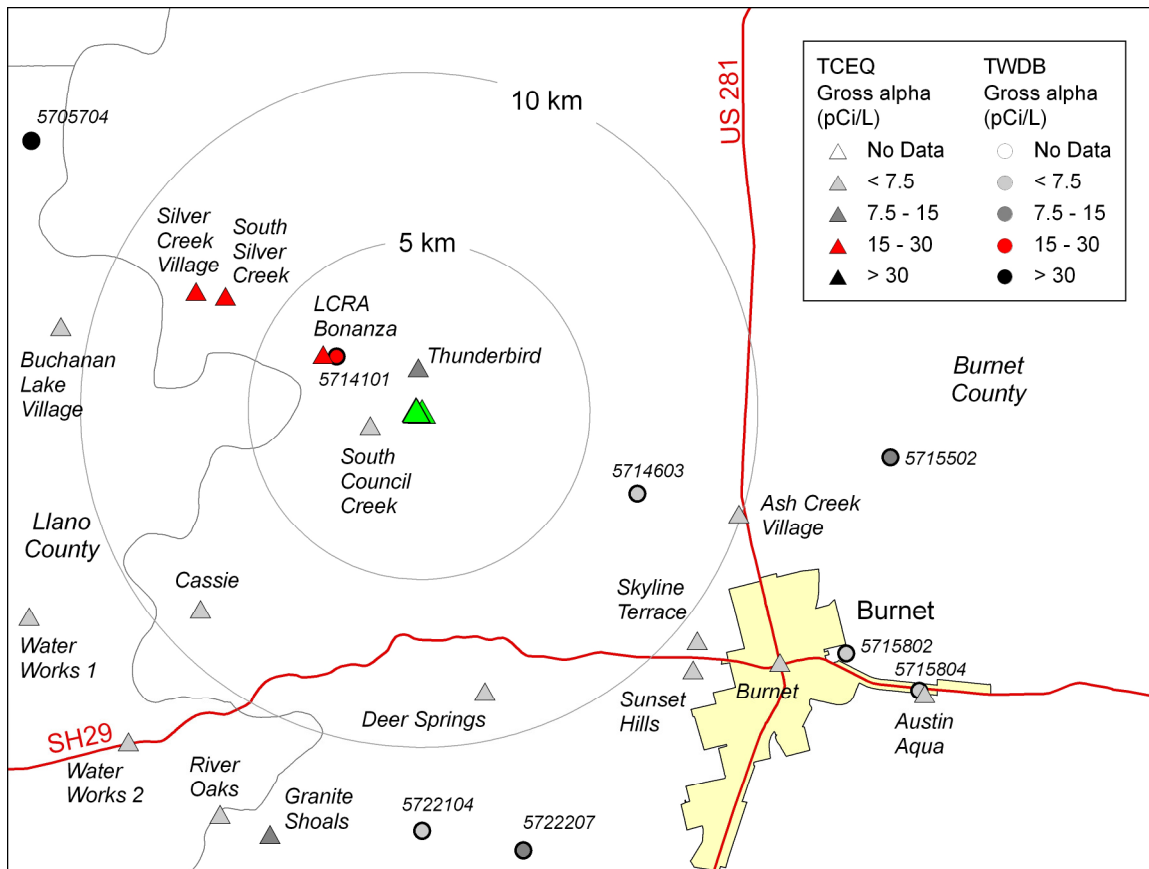 10 km
US 281
TCEQ
Gross alpha
(pCi/L)
No Data
< 7.5
7.5 - 15
15 - 30
> 30
TWDB
Gross alpha
(pCi/L)
No Data
< 7.5
7.5 - 15
15 - 30
> 30
5705704
Silver
Creek
Village
South
Silver
Creek
5 km
LCRA
Bonanza
5714101
Thunderbird
Buchanan
Lake
Village
South
Council
Creek
Burnet
County
5715502
5714603
Ash Creek
Village
Llano
County
Cassie
Skyline
Terrace
Burnet
5715802
5715804
Water
Works 1
Sunset
Hills
Burnet
Austin
Aqua
Deer Springs
SH29
Water
Works 2
River
Oaks
Granite
Shoals
5722104
5722207